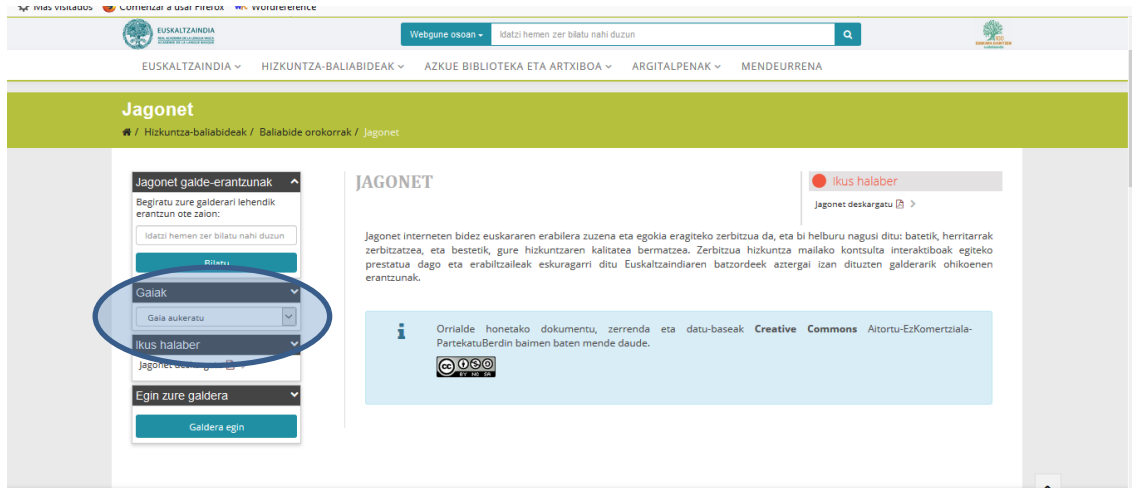 Más visitados Comenzar a usar Firefox Wordreference
EUSKALTZAINDIA
Webgune osoan
Idatzi hemen zer bilatu nahi duzun
EUSKALTZAINDIA HIZKUNTZA-BALIABIDEAK AZKUE BIBLIOTEKA ETA ARTXIBOA ARGITALPENAK MENDEURRENA
Jagonet
/ Hizkuntza-baliabideak / Baliabide orokorrak / Jagonet
Jagonet galde-erantzunak
Begiratu zure galderari lehendik
erantzun ote zaion:
Idatzi hemen zer bilatu nahi duzun
Bilatu
Gaiak
Gaia aukeratu
Ikus halaber
Jagonet deskargatu
Egin zure galdera
Galdera egin
JAGONET
Ikus halaber
Jagonet deskargatu
Jagonet interneten bidez euskararen erabilera zuzena eta egokia eragiteko zerbitzua da, eta bi helburu nagusi ditu: batetik, herritarrak
zerbitzatzea, eta bestetik, gure hizkuntzaren kalitatea bermatzea. Zerbitzua hizkuntza mailako kontsulta interaktiboak egiteko
prestatua dago eta erabiltzaileak eskuragarri ditu Euskaltzaindiaren batzordeek aztergai izan dituzten galderarik ohikoenen
erantzunak.
Orrialde honetako dokumentu, zerrenda eta datu-baseak Creative Commons Aitortu-EzKomertziala-
PartekatuBerdin baimen baten mende daude.
cc
BY NC SA